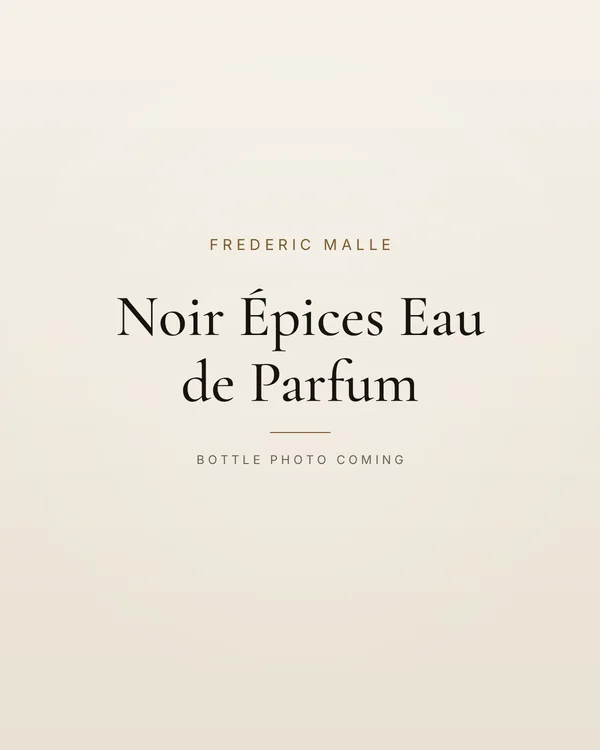 FREDERIC MALLE
Noir Épices Eau
de Parfum
BOTTLE PHOTO COMING